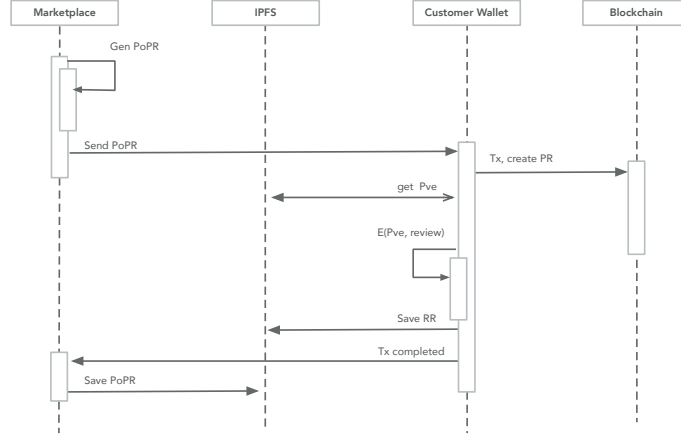 Marketplace
IPFS
Customer Wallet
Blockchain
Gen PoPR
Send PoPR
Tx, create PR
get Pve
E(Pve, review)
Save RR
Tx completed
Save PoPR